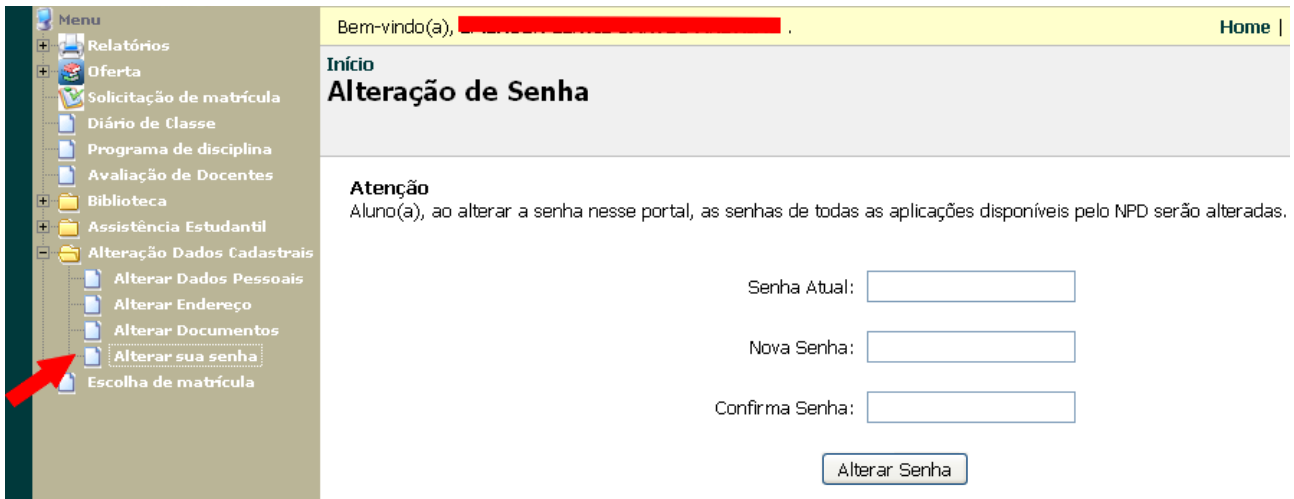 Menu
Relatórios
Oferta
Solicitação de matrícula
Diário de Classe
Programa de disciplina
Avaliação de Docentes
Biblioteca
Assistência Estudantil
Alteração Dados Cadastrais
Alterar Dados Pessoais
Alterar Endereço
Alterar Documentos
Alterar sua senha
Escolha de matrícula
Bem-vindo(a), .
Home |
Início
Alteração de Senha
Atenção
Aluno(a), ao alterar a senha nesse portal, as senhas de todas as aplicações disponíveis pelo NPD serão alteradas.
Senha Atual:
Nova Senha:
Confirma Senha:
Alterar Senha